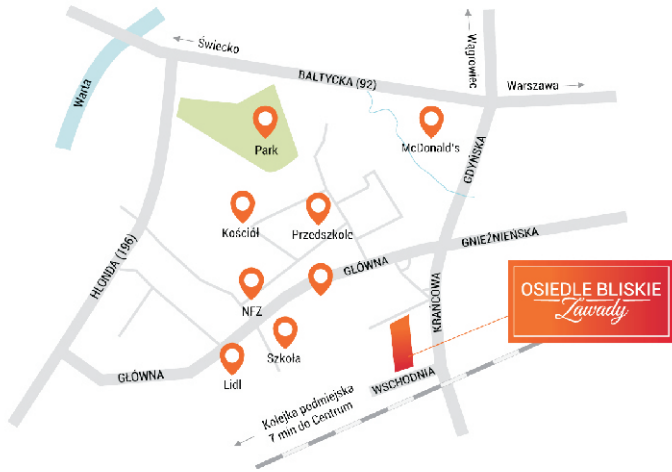 Świecko
Wągrowiec
Warszawa
BAŁTYCKA (92)
Warta
Park
McDonald's
GDYŃSKA
Kościół
Przedszkole
HLONDA (196)
GŁÓWNA
GNIEŹNIEŃSKA
NFZ
KRAŃCOWA
OSIEDLE BLISKIE
Zawady
Szkoła
Lidl
GŁÓWNA
WSCHODNIA
Kolejka podmiejska
7 min do Centrum